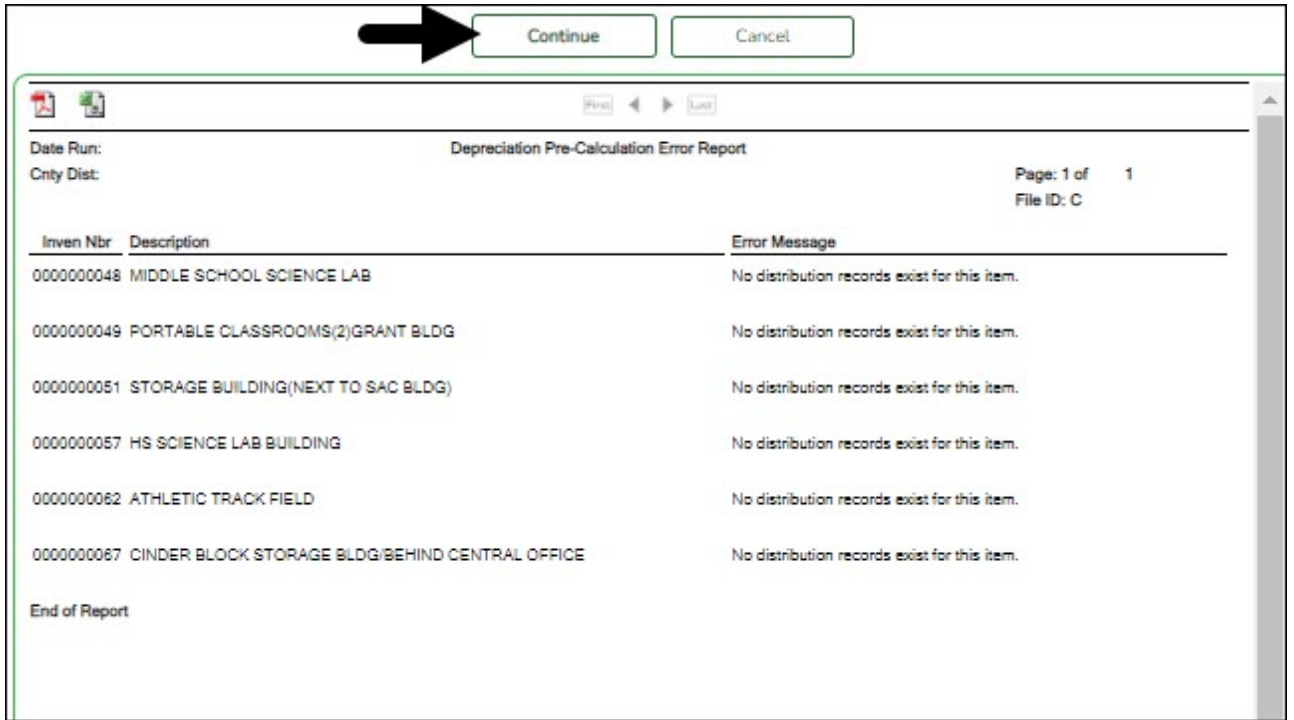 Continue Cancel
First Last
Date Run: Depreciation Pre-Calculation Error Report
Cnty Dist: Page: 1 of 1
File ID: C
Inven Nbr Description Error Message
0000000048 MIDDLE SCHOOL SCIENCE LAB No distribution records exist for this item.
0000000049 PORTABLE CLASSROOMS(2)GRANT BLDG No distribution records exist for this item.
0000000051 STORAGE BUILDING(NEXT TO SAC BLDG) No distribution records exist for this item.
0000000057 HS SCIENCE LAB BUILDING No distribution records exist for this item.
0000000062 ATHLETIC TRACK FIELD No distribution records exist for this item.
0000000067 CINDER BLOCK STORAGE BLDG/BEHIND CENTRAL OFFICE No distribution records exist for this item.
End of Report